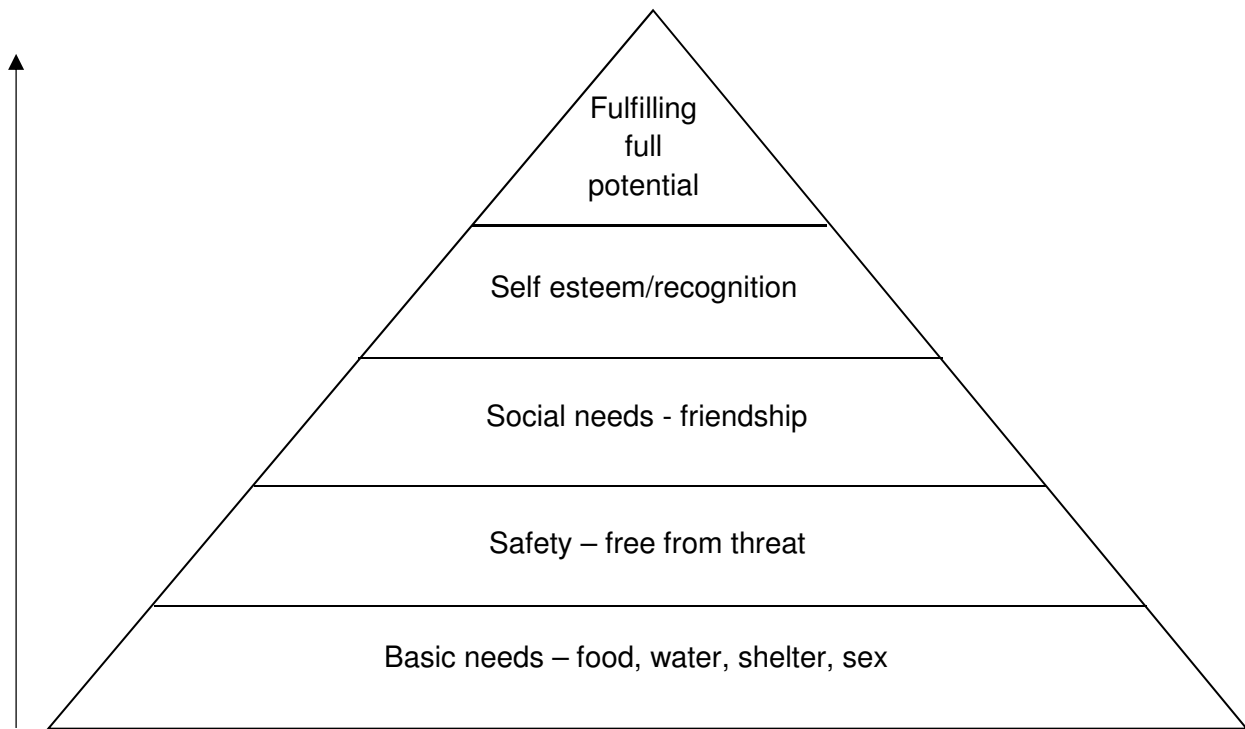 Fulfilling
full
potential
Self esteem/recognition
Social needs - friendship
Safety – free from threat
Basic needs – food, water, shelter, sex